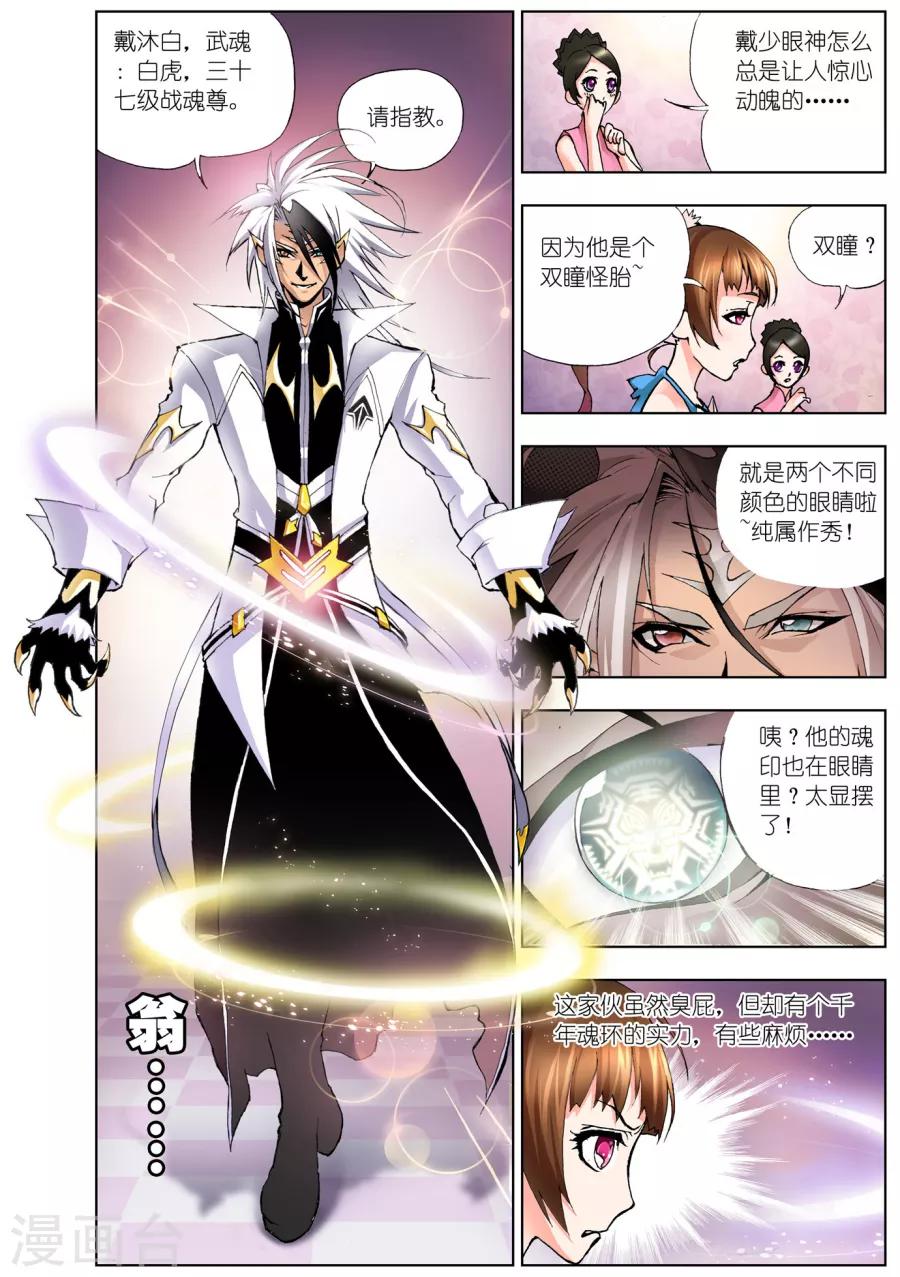 戴沐白，武魂
：白虎，三十
七级战魂尊。
请指教。
戴少眼神怎么
总是让人惊心
动魄的······
因为他是个
双瞳怪胎~
双瞳？
就是两个不同
颜色的眼睛啦
~纯属作秀！
咦？他的魂
印也在眼睛
里？太显摆
了！
翁······
这家伙虽然臭屁，但却有个千
年魂环的实力，有些麻烦······
漫画台